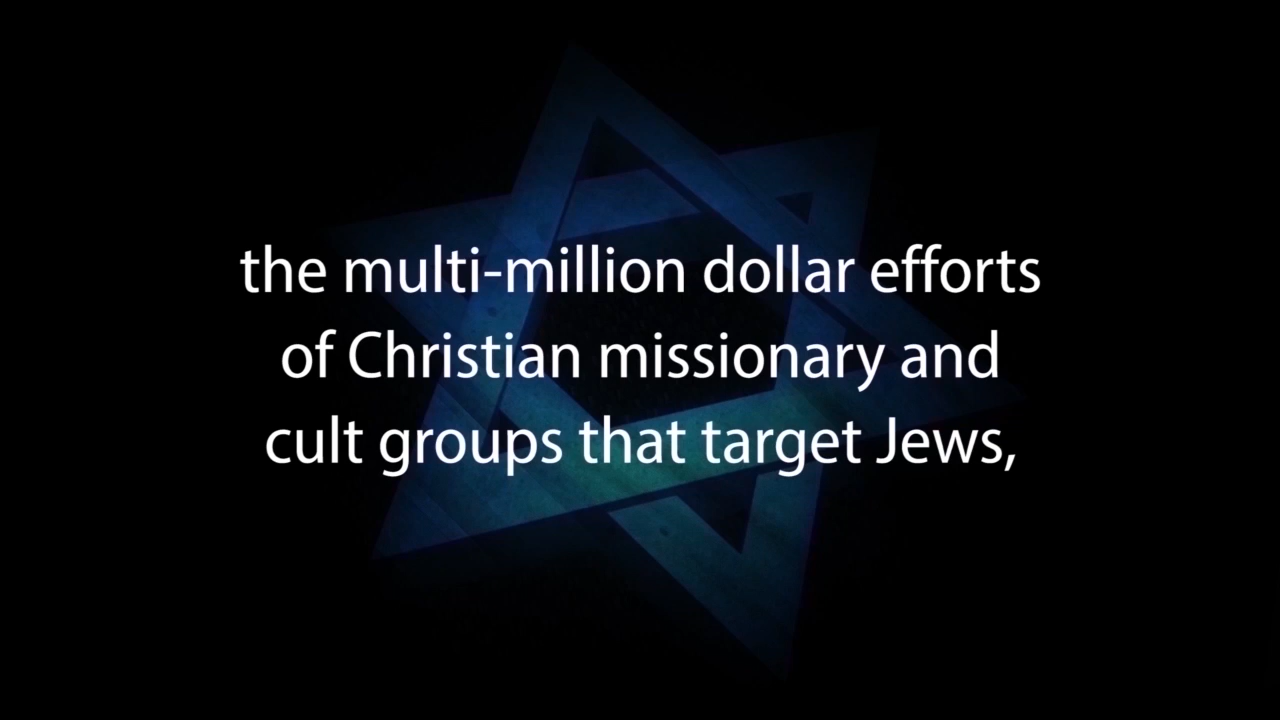 the multi-million dollar efforts
of Christian missionary and
cult groups that target Jews,